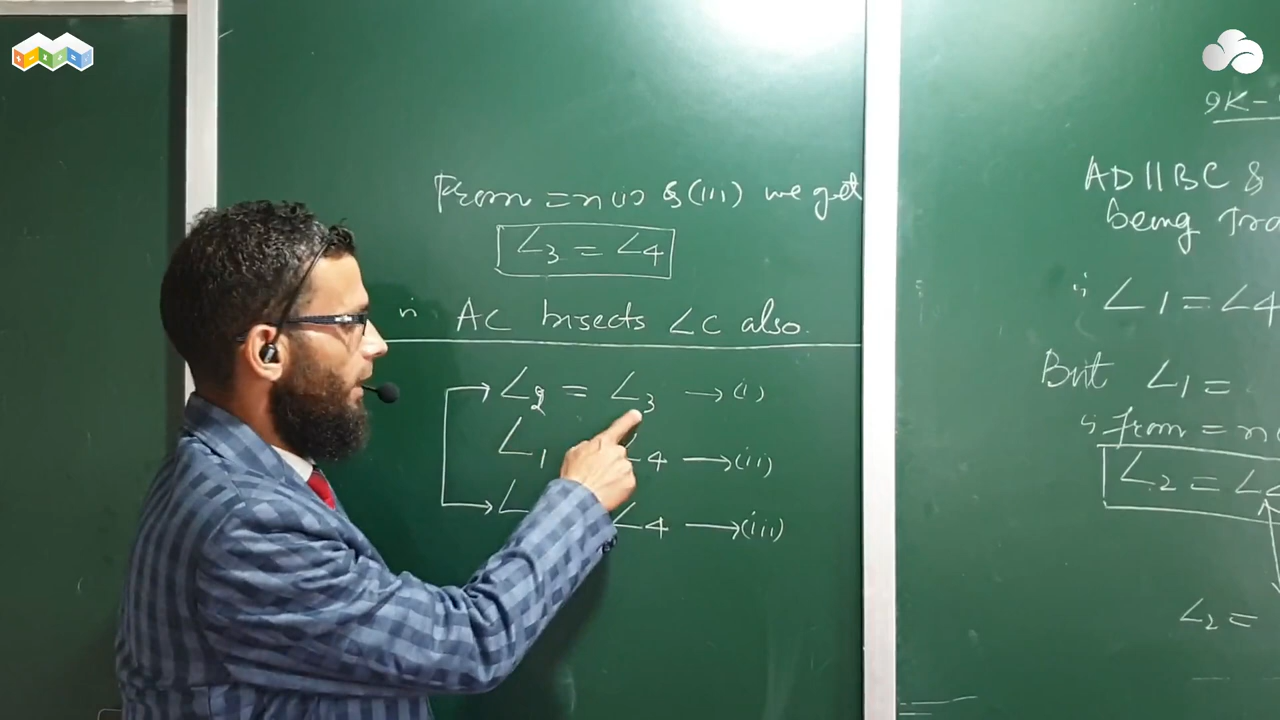 From =n (i) & (iii) we get
∠3 = ∠4
AC bisects ∠C also.
∠2 = ∠3 → (i)
∠1 ∠4 → (ii)
∠ ∠4 → (iii)
9K-
AD || BC &
being
∠1 = ∠4
But ∠1 =
from = n
∠2 = ∠
∠2 =